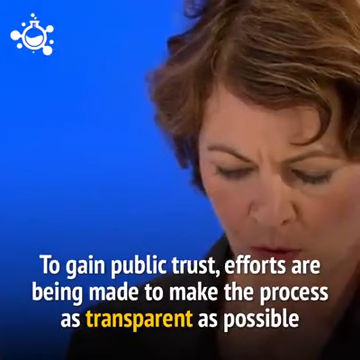 To gain public trust, efforts are
being made to make the process
as transparent as possible